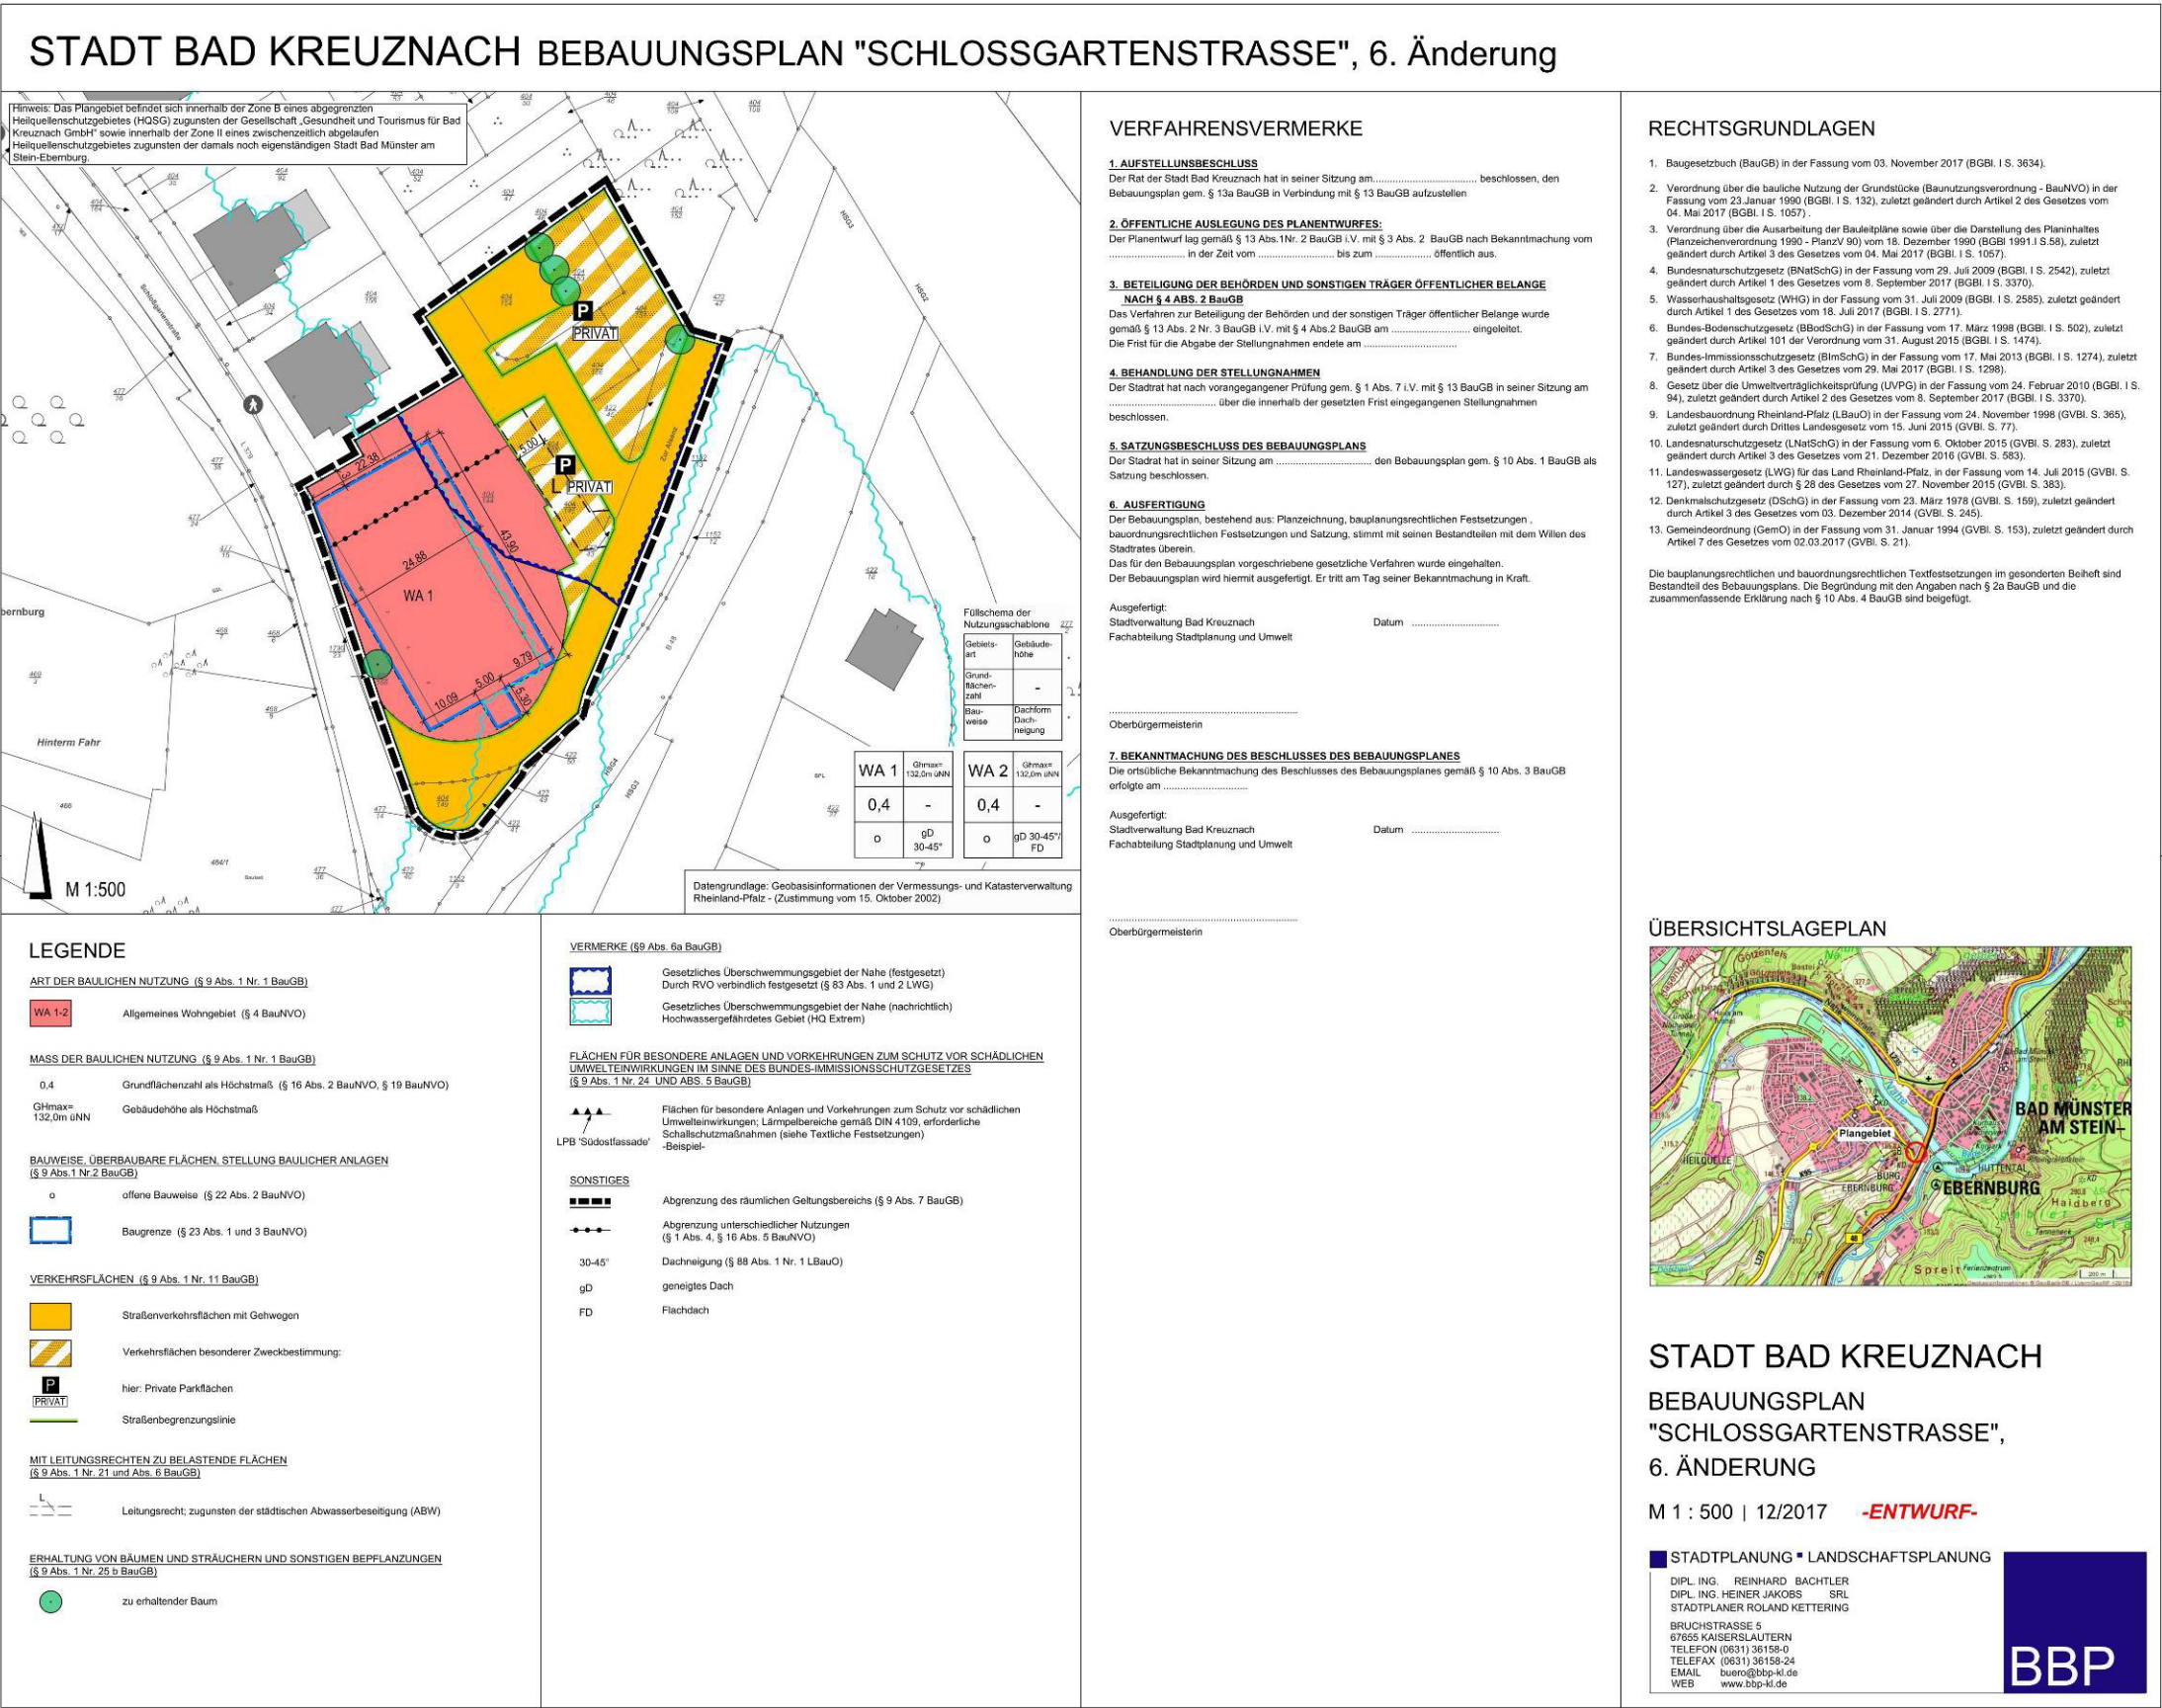 STADT BAD KREUZNACH BEBAUUNGSPLAN "SCHLOSSGARTENSTRASSE", 6. Änderung
Hinweis: Das Plangebiet befindet sich innerhalb der Zone B eines abgegrenzten
Heilquellenschutzgebietes (HQSG) zugunsten der Gesellschaft „Gesundheit und Tourismus für Bad
Kreuznach GmbH" sowie innerhalb der Zone II eines zwischenzeitlich abgelaufen
Heilquellenschutzgebietes zugunsten der damals noch eigenständigen Stadt Bad Münster am
Stein-Ebernburg.
Schloßgartenstraße
HSG3
HSG2
P
PRIVAT
5.00
P
L PRIVAT
Zur Alsenz
22.38
3
43.90
24.88
WA 1
9.79
5.00
10.09
5.30
B 48
HSG4
HSG3
L 379
bernburg
Hinterm Fahr
466
464/1
M 1:500
Füllschema der
Nutzungsschablone
Gebiets-
art
Gebäude-
höhe
Grund-
flächen-
zahl
-
Bau-
weise
Dachform
Dach-
neigung
WA 1
Ghmax=
132,0m üNN
0,4
-
o
gD
30-45°
WA 2
Ghmax=
132,0m üNN
0,4
-
o
gD 30-45°/
FD
Datengrundlage: Geobasisinformationen der Vermessungs- und Katasterverwaltung
Rheinland-Pfalz - (Zustimmung vom 15. Oktober 2002)
LEGENDE
ART DER BAULICHEN NUTZUNG (§ 9 Abs. 1 Nr. 1 BauGB)
WA 1-2
Allgemeines Wohngebiet (§ 4 BauNVO)
MASS DER BAULICHEN NUTZUNG (§ 9 Abs. 1 Nr. 1 BauGB)
0,4
Grundflächenzahl als Höchstmaß (§ 16 Abs. 2 BauNVO, § 19 BauNVO)
GHmax=
132,0m üNN
Gebäudehöhe als Höchstmaß
BAUWEISE, ÜBERBAUBARE FLÄCHEN, STELLUNG BAULICHER ANLAGEN
(§ 9 Abs.1 Nr.2 BauGB)
o
offene Bauweise (§ 22 Abs. 2 BauNVO)
Baugrenze (§ 23 Abs. 1 und 3 BauNVO)
VERKEHRSFLÄCHEN (§ 9 Abs. 1 Nr. 11 BauGB)
Straßenverkehrsflächen mit Gehwegen
Verkehrsflächen besonderer Zweckbestimmung:
P
PRIVAT
hier: Private Parkflächen
Straßenbegrenzungslinie
MIT LEITUNGSRECHTEN ZU BELASTENDE FLÄCHEN
(§ 9 Abs. 1 Nr. 21 und Abs. 6 BauGB)
L
Leitungsrecht; zugunsten der städtischen Abwasserbeseitigung (ABW)
ERHALTUNG VON BÄUMEN UND STRÄUCHERN UND SONSTIGEN BEPFLANZUNGEN
(§ 9 Abs. 1 Nr. 25 b BauGB)
zu erhaltender Baum
VERMERKE (§9 Abs. 6a BauGB)
Gesetzliches Überschwemmungsgebiet der Nahe (festgesetzt)
Durch RVO verbindlich festgesetzt (§ 83 Abs. 1 und 2 LWG)
Gesetzliches Überschwemmungsgebiet der Nahe (nachrichtlich)
Hochwassergefährdetes Gebiet (HQ Extrem)
FLÄCHEN FÜR BESONDERE ANLAGEN UND VORKEHRUNGEN ZUM SCHUTZ VOR SCHÄDLICHEN
UMWELTEINWIRKUNGEN IM SINNE DES BUNDES-IMMISSIONSSCHUTZGESETZES
(§ 9 Abs. 1 Nr. 24 UND ABS. 5 BauGB)
LPB 'Südostfassade'
Flächen für besondere Anlagen und Vorkehrungen zum Schutz vor schädlichen
Umwelteinwirkungen; Lärmpelbereiche gemäß DIN 4109, erforderliche
Schallschutzmaßnahmen (siehe Textliche Festsetzungen)
-Beispiel-
SONSTIGES
Abgrenzung des räumlichen Geltungsbereichs (§ 9 Abs. 7 BauGB)
Abgrenzung unterschiedlicher Nutzungen
(§ 1 Abs. 4, § 16 Abs. 5 BauNVO)
30-45°
Dachneigung (§ 88 Abs. 1 Nr. 1 LBauO)
gD
geneigtes Dach
FD
Flachdach
VERFAHRENSVERMERKE
1. AUFSTELLUNSBESCHLUSS
Der Rat der Stadt Bad Kreuznach hat in seiner Sitzung am.................................... beschlossen, den
Bebauungsplan gem. § 13a BauGB in Verbindung mit § 13 BauGB aufzustellen
2. ÖFFENTLICHE AUSLEGUNG DES PLANENTWURFES:
Der Planentwurf lag gemäß § 13 Abs.1Nr. 2 BauGB i.V. mit § 3 Abs. 2 BauGB nach Bekanntmachung vom
.......................... in der Zeit vom .......................... bis zum ................... öffentlich aus.
3. BETEILIGUNG DER BEHÖRDEN UND SONSTIGEN TRÄGER ÖFFENTLICHER BELANGE
NACH § 4 ABS. 2 BauGB
Das Verfahren zur Beteiligung der Behörden und der sonstigen Träger öffentlicher Belange wurde
gemäß § 13 Abs. 2 Nr. 3 BauGB i.V. mit § 4 Abs.2 BauGB am ........................... eingeleitet.
Die Frist für die Abgabe der Stellungnahmen endete am ................................
4. BEHANDLUNG DER STELLUNGNAHMEN
Der Stadtrat hat nach vorangegangener Prüfung gem. § 1 Abs. 7 i.V. mit § 13 BauGB in seiner Sitzung am
..................................... über die innerhalb der gesetzten Frist eingegangenen Stellungnahmen
beschlossen.
5. SATZUNGSBESCHLUSS DES BEBAUUNGSPLANS
Der Stadrat hat in seiner Sitzung am ................................. den Bebauungsplan gem. § 10 Abs. 1 BauGB als
Satzung beschlossen.
6. AUSFERTIGUNG
Der Bebauungsplan, bestehend aus: Planzeichnung, bauplanungsrechtlichen Festsetzungen ,
bauordnungsrechtlichen Festsetzungen und Satzung, stimmt mit seinen Bestandteilen mit dem Willen des
Stadtrates überein.
Das für den Bebauungsplan vorgeschriebene gesetzliche Verfahren wurde eingehalten.
Der Bebauungsplan wird hiermit ausgefertigt. Er tritt am Tag seiner Bekanntmachung in Kraft.
Ausgefertigt:
Stadtverwaltung Bad Kreuznach Datum ..............................
Fachabteilung Stadtplanung und Umwelt
.................................................................
Oberbürgermeisterin
7. BEKANNTMACHUNG DES BESCHLUSSES DES BEBAUUNGSPLANES
Die ortsübliche Bekanntmachung des Beschlusses des Bebauungsplanes gemäß § 10 Abs. 3 BauGB
erfolgte am .............................
Ausgefertigt:
Stadtverwaltung Bad Kreuznach Datum ..............................
Fachabteilung Stadtplanung und Umwelt
.................................................................
Oberbürgermeisterin
RECHTSGRUNDLAGEN
1. Baugesetzbuch (BauGB) in der Fassung vom 03. November 2017 (BGBl. I S. 3634).
2. Verordnung über die bauliche Nutzung der Grundstücke (Baunutzungsverordnung - BauNVO) in der
Fassung vom 23.Januar 1990 (BGBl. I S. 132), zuletzt geändert durch Artikel 2 des Gesetzes vom
04. Mai 2017 (BGBl. I S. 1057) .
3. Verordnung über die Ausarbeitung der Bauleitpläne sowie über die Darstellung des Planinhaltes
(Planzeichenverordnung 1990 - PlanzV 90) vom 18. Dezember 1990 (BGBl 1991.I S.58), zuletzt
geändert durch Artikel 3 des Gesetzes vom 04. Mai 2017 (BGBl. I S. 1057).
4. Bundesnaturschutzgesetz (BNatSchG) in der Fassung vom 29. Juli 2009 (BGBl. I S. 2542), zuletzt
geändert durch Artikel 1 des Gesetzes vom 8. September 2017 (BGBl. I S. 3370).
5. Wasserhaushaltsgesetz (WHG) in der Fassung vom 31. Juli 2009 (BGBl. I S. 2585), zuletzt geändert
durch Artikel 1 des Gesetzes vom 18. Juli 2017 (BGBl. I S. 2771).
6. Bundes-Bodenschutzgesetz (BBodSchG) in der Fassung vom 17. März 1998 (BGBl. I S. 502), zuletzt
geändert durch Artikel 101 der Verordnung vom 31. August 2015 (BGBl. I S. 1474).
7. Bundes-Immissionsschutzgesetz (BImSchG) in der Fassung vom 17. Mai 2013 (BGBl. I S. 1274), zuletzt
geändert durch Artikel 3 des Gesetzes vom 29. Mai 2017 (BGBl. I S. 1298).
8. Gesetz über die Umweltverträglichkeitsprüfung (UVPG) in der Fassung vom 24. Februar 2010 (BGBl. I S.
94), zuletzt geändert durch Artikel 2 des Gesetzes vom 8. September 2017 (BGBl. I S. 3370).
9. Landesbauordnung Rheinland-Pfalz (LBauO) in der Fassung vom 24. November 1998 (GVBl. S. 365),
zuletzt geändert durch Drittes Landesgesetz vom 15. Juni 2015 (GVBl. S. 77).
10. Landesnaturschutzgesetz (LNatSchG) in der Fassung vom 6. Oktober 2015 (GVBl. S. 283), zuletzt
geändert durch Artikel 3 des Gesetzes vom 21. Dezember 2016 (GVBl. S. 583).
11. Landeswassergesetz (LWG) für das Land Rheinland-Pfalz, in der Fassung vom 14. Juli 2015 (GVBl. S.
127), zuletzt geändert durch § 28 des Gesetzes vom 27. November 2015 (GVBl. S. 383).
12. Denkmalschutzgesetz (DSchG) in der Fassung vom 23. März 1978 (GVBl. S. 159), zuletzt geändert
durch Artikel 3 des Gesetzes vom 03. Dezember 2014 (GVBl. S. 245).
13. Gemeindeordnung (GemO) in der Fassung vom 31. Januar 1994 (GVBl. S. 153), zuletzt geändert durch
Artikel 7 des Gesetzes vom 02.03.2017 (GVBl. S. 21).
Die bauplanungsrechtlichen und bauordnungsrechtlichen Textfestsetzungen im gesonderten Beiheft sind
Bestandteil des Bebauungsplans. Die Begründung mit den Angaben nach § 2a BauGB und die
zusammenfassende Erklärung nach § 10 Abs. 4 BauGB sind beigefügt.
ÜBERSICHTSLAGEPLAN
Götzenfels
Nahe
BAD MÜNSTER
AM STEIN-
Plangebiet
HEILQUELLE
HÜTTENTAL
BURG
EBERNBURG
EBERNBURG
Haidberg
48
Spreit
Ferienzentrum
200 m
STADT BAD KREUZNACH
BEBAUUNGSPLAN
"SCHLOSSGARTENSTRASSE",
6. ÄNDERUNG
M 1 : 500 | 12/2017 -ENTWURF-
STADTPLANUNG ▪ LANDSCHAFTSPLANUNG
DIPL. ING. REINHARD BACHTLER
DIPL. ING. HEINER JAKOBS SRL
STADTPLANER ROLAND KETTERING
BRUCHSTRASSE 5
67655 KAISERSLAUTERN
TELEFON (0631) 36158-0
TELEFAX (0631) 36158-24
EMAIL buero@bbp-kl.de
WEB www.bbp-kl.de
BBP